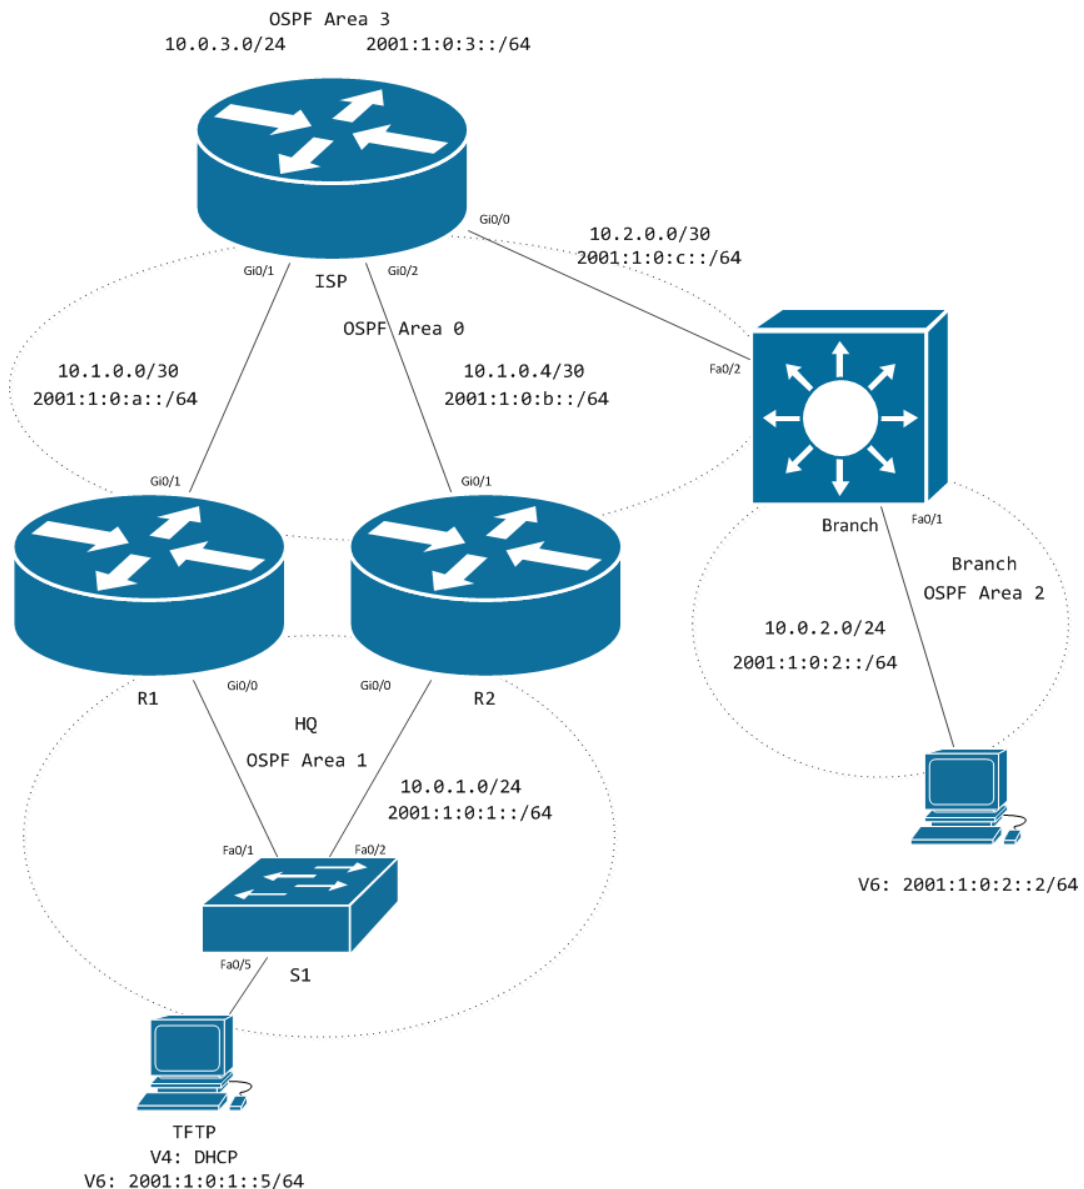 OSPF Area 3
10.0.3.0/24 2001:1:0:3::/64
Gi0/0
10.2.0.0/30
2001:1:0:c::/64
Gi0/1 Gi0/2
ISP
OSPF Area 0
10.1.0.0/30
2001:1:0:a::/64
10.1.0.4/30
2001:1:0:b::/64
Fa0/2
Gi0/1
Gi0/1
Branch
Fa0/1
Branch
OSPF Area 2
10.0.2.0/24
2001:1:0:2::/64
Gi0/0
Gi0/0
R1
R2
HQ
OSPF Area 1
10.0.1.0/24
2001:1:0:1::/64
Fa0/1
Fa0/2
V6: 2001:1:0:2::2/64
Fa0/5
S1
TFTP
V4: DHCP
V6: 2001:1:0:1::5/64